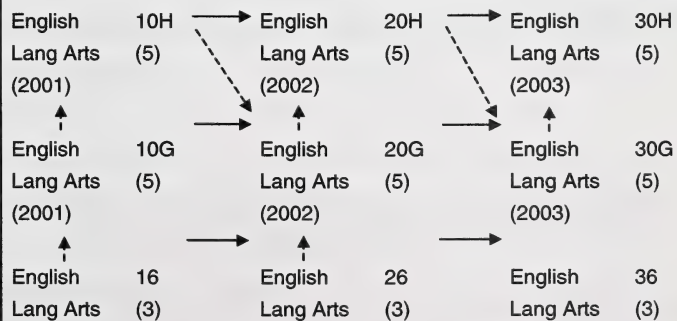 English 10H English 20H English 30H
Lang Arts (5) Lang Arts (5) Lang Arts (5)
(2001) (2002) (2003)
English 10G English 20G English 30G
Lang Arts (5) Lang Arts (5) Lang Arts (5)
(2001) (2002) (2003)
English 16 English 26 English 36
Lang Arts (3) Lang Arts (3) Lang Arts (3)